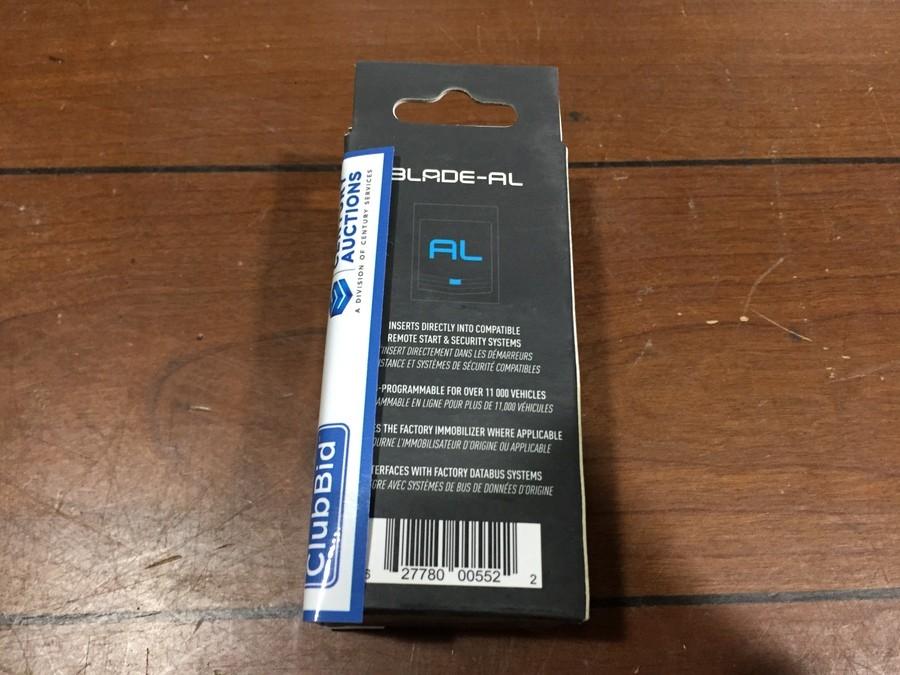 BLADE-AL
AL
INSERTS DIRECTLY INTO COMPATIBLE
REMOTE START & SECURITY SYSTEMS
INSERT DIRECTEMENT DANS LES DÉMARREURS
ISTANCE ET SYSTÈMES DE SÉCURITÉ COMPATIBLES
-PROGRAMMABLE FOR OVER 11 000 VEHICLES
AMMABLE EN LIGNE POUR PLUS DE 11,000 VÉHICULES
ES THE FACTORY IMMOBILIZER WHERE APPLICABLE
OURNE L'IMMOBILISATEUR D'ORIGINE OU APPLICABLE
TERFACES WITH FACTORY DATABUS SYSTEMS
GRE AVEC SYSTÈMES DE BUS DE DONNÉES D'ORIGINE
6 27780 00552 2
AUCTIONS
A DIVISION OF CENTURY SERVICES
ClubBid